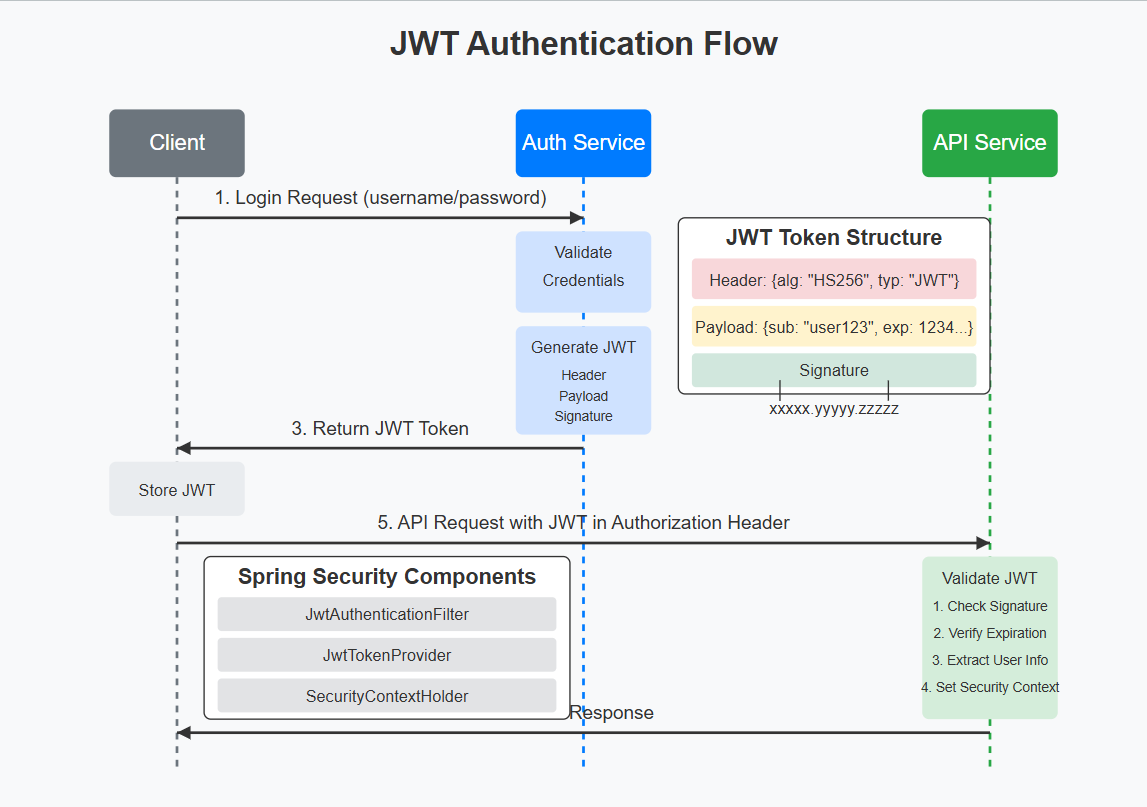 JWT Authentication Flow
Client
Auth Service
API Service
1. Login Request (username/password)
Validate
Credentials
JWT Token Structure
Header: {alg: "HS256", typ: "JWT"}
Payload: {sub: "user123", exp: 1234...}
Signature
xxxxx.yyyyy.zzzzz
Generate JWT
Header
Payload
Signature
3. Return JWT Token
Store JWT
5. API Request with JWT in Authorization Header
Spring Security Components
JwtAuthenticationFilter
JwtTokenProvider
SecurityContextHolder
Validate JWT
1. Check Signature
2. Verify Expiration
3. Extract User Info
4. Set Security Context
Response